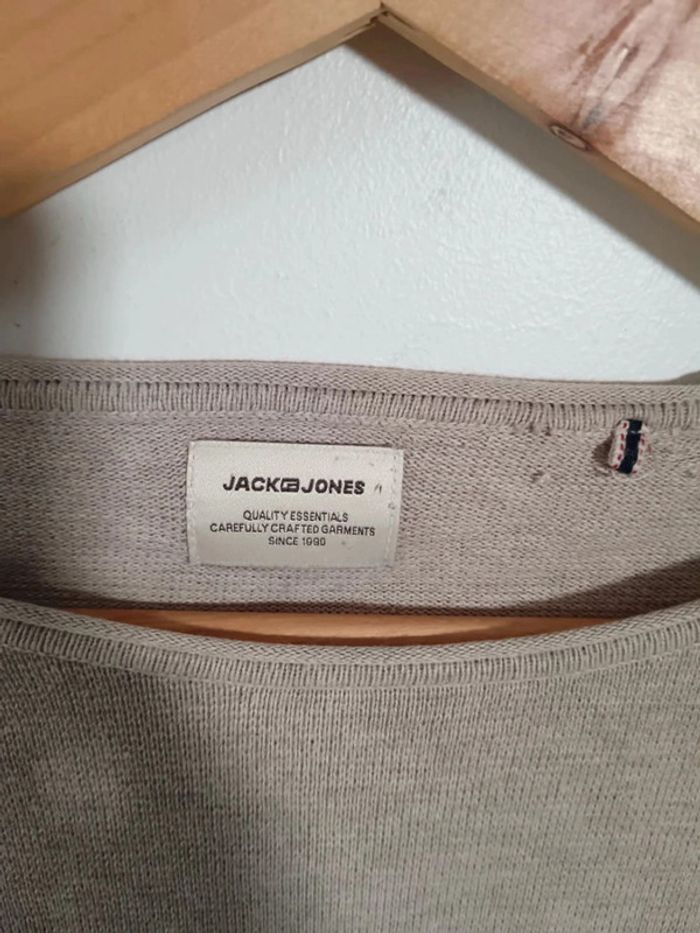 JACK JONES
QUALITY ESSENTIALS
CAREFULLY CRAFTED GARMENTS
SINCE 1990